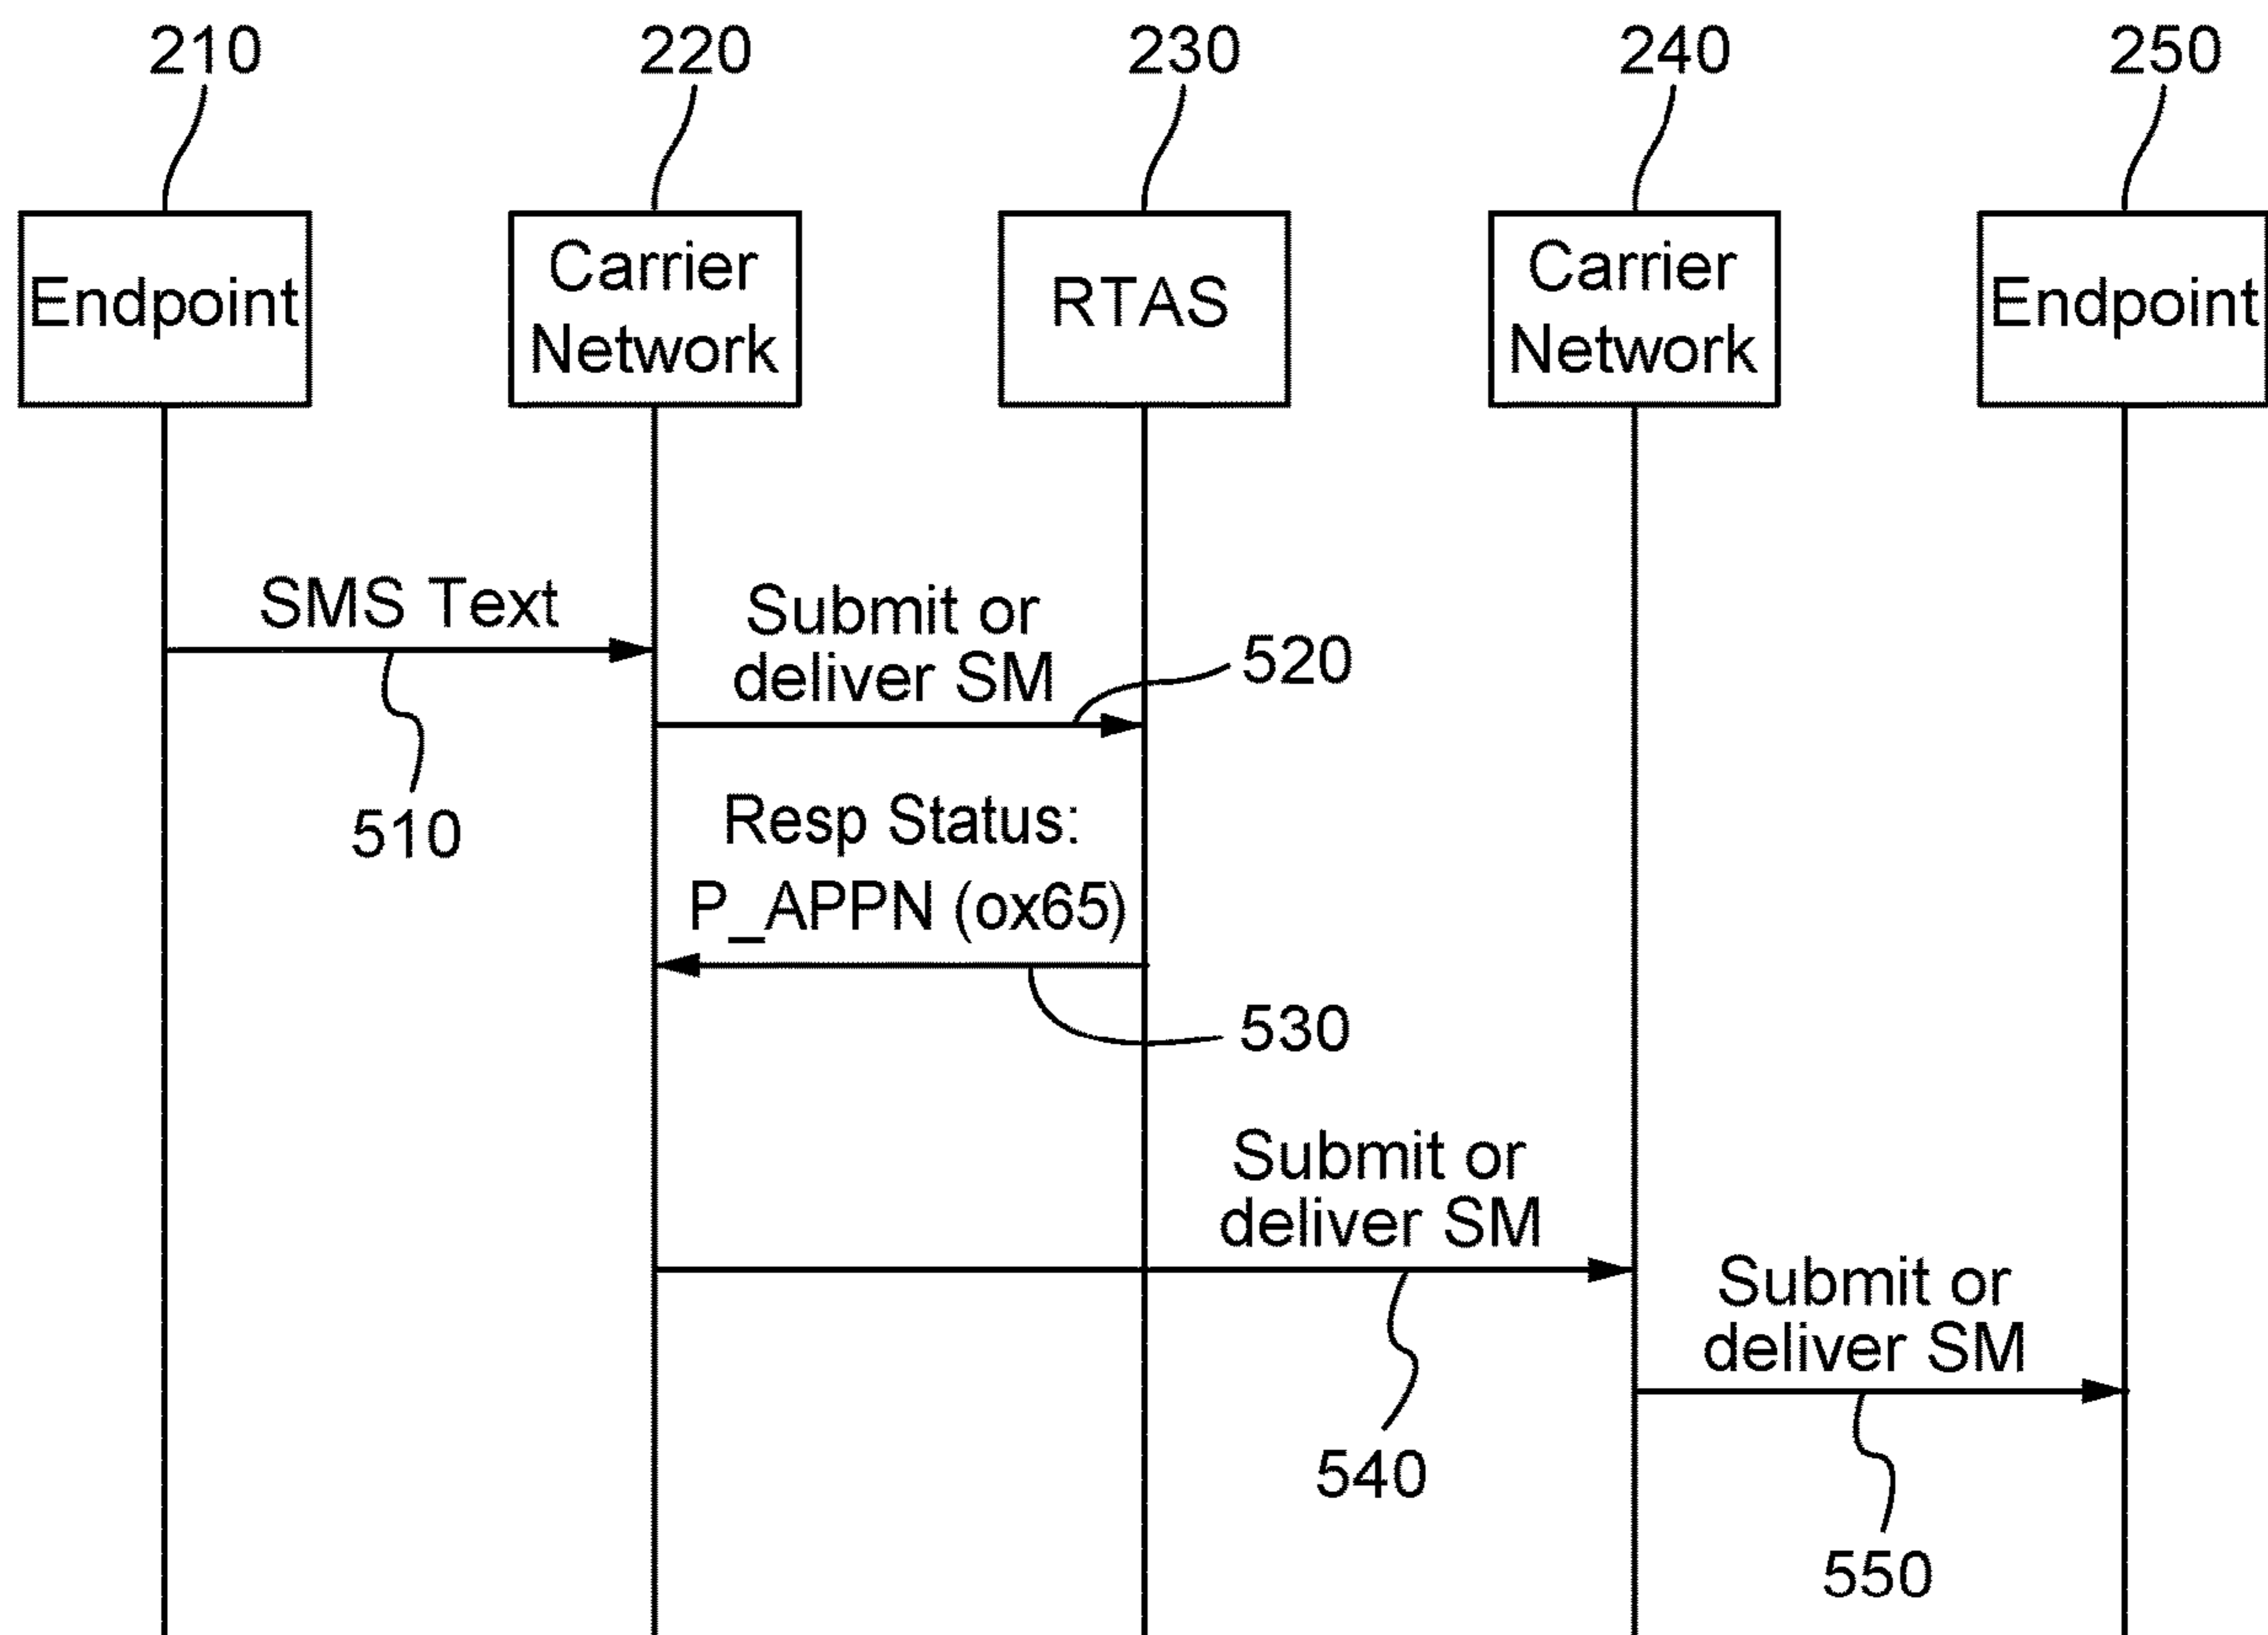 210
220
230
240
250
Endpoint
Carrier
Network
RTAS
Carrier
Network
Endpoint
SMS Text
Submit or
deliver SM
520
510
Resp Status:
P_APPN (ox65)
530
Submit or
deliver SM
540
Submit or
deliver SM
550